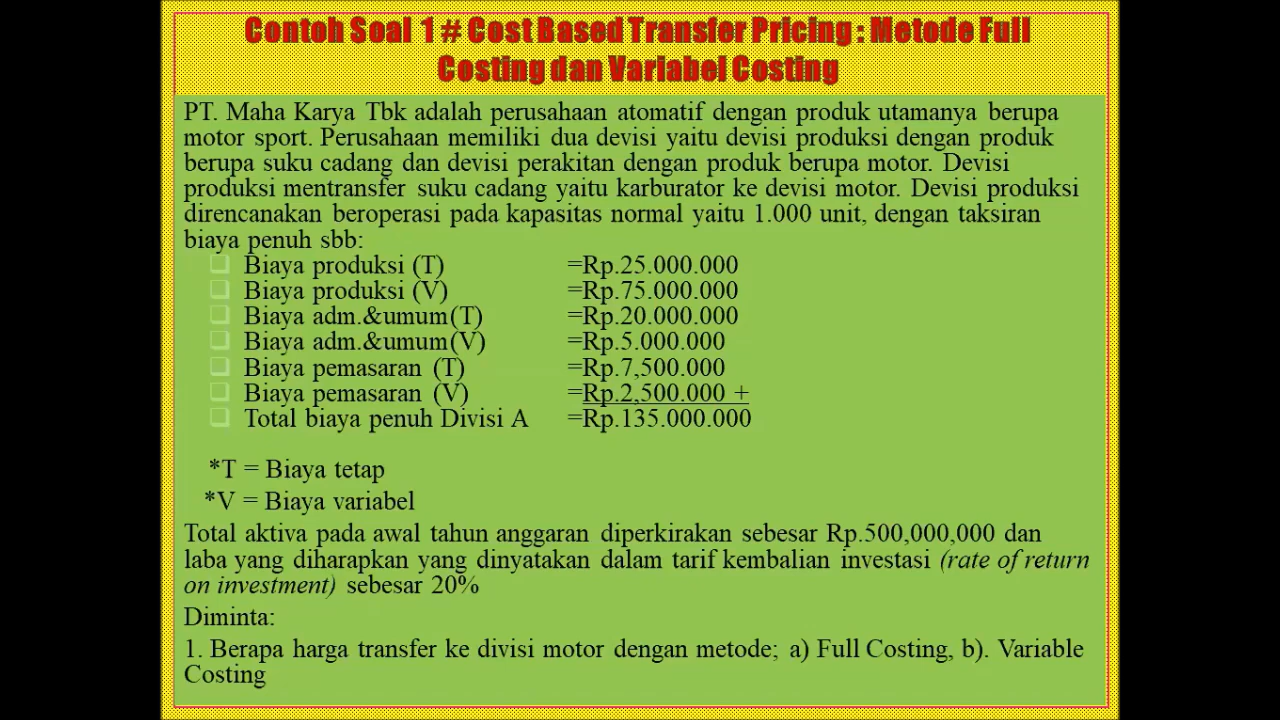 Contoh Soal 1 # Cost Based Transfer Pricing : Metode Full
Costing dan Variabel Costing
PT. Maha Karya Tbk adalah perusahaan atomatif dengan produk utamanya berupa
motor sport. Perusahaan memiliki dua devisi yaitu devisi produksi dengan produk
berupa suku cadang dan devisi perakitan dengan produk berupa motor. Devisi
produksi mentransfer suku cadang yaitu karburator ke devisi motor. Devisi produksi
direncanakan beroperasi pada kapasitas normal yaitu 1.000 unit, dengan taksiran
biaya penuh sbb:
Biaya produksi (T) =Rp.25.000.000
Biaya produksi (V) =Rp.75.000.000
Biaya adm.&umum(T) =Rp.20.000.000
Biaya adm.&umum(V) =Rp.5.000.000
Biaya pemasaran (T) =Rp.7,500.000
Biaya pemasaran (V) =Rp.2,500.000 +
Total biaya penuh Divisi A =Rp.135.000.000
*T = Biaya tetap
*V = Biaya variabel
Total aktiva pada awal tahun anggaran diperkirakan sebesar Rp.500,000,000 dan
laba yang diharapkan yang dinyatakan dalam tarif kembalian investasi (rate of return
on investment) sebesar 20%
Diminta:
1. Berapa harga transfer ke divisi motor dengan metode; a) Full Costing, b). Variable
Costing